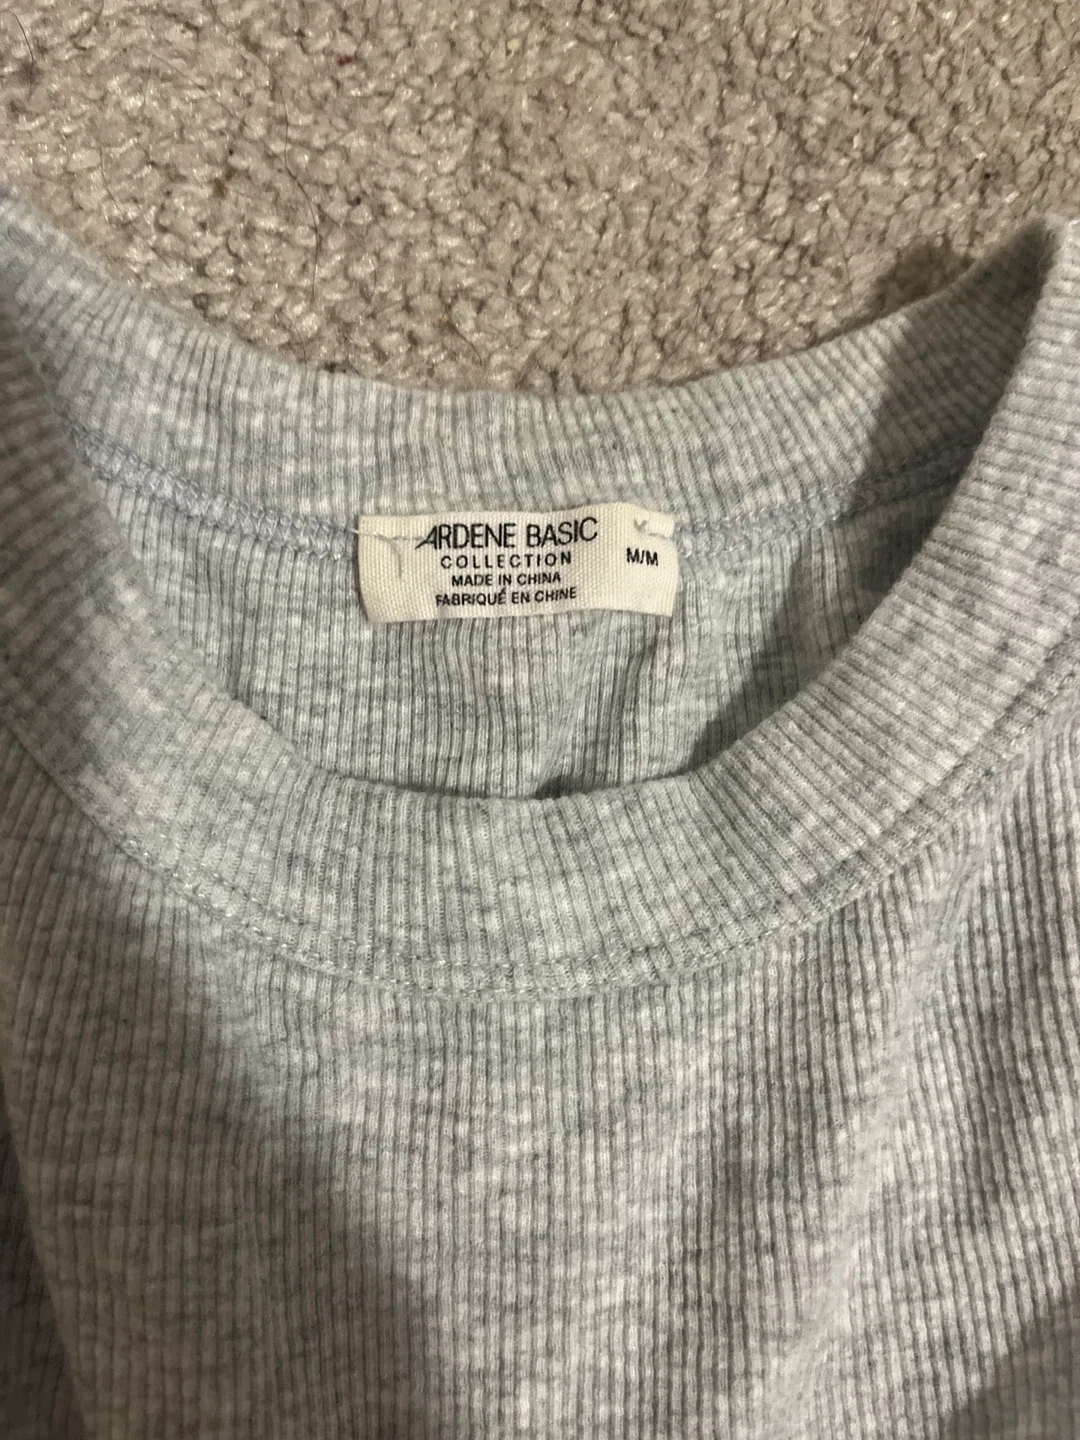 ARDENE BASIC
COLLECTION
MADE IN CHINA
FABRIQUÉ EN CHINE
M/M